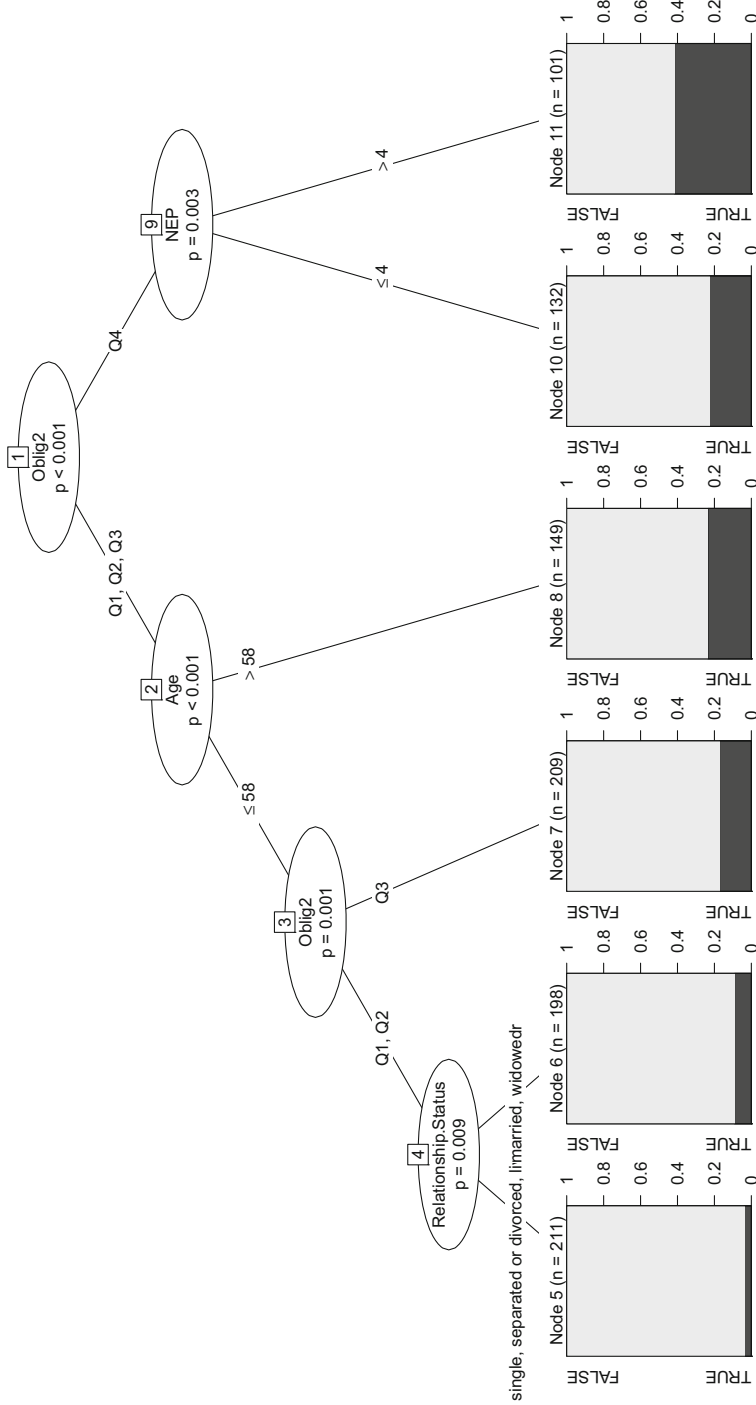 1
Oblig2
p < 0.001
Q1, Q2, Q3
Q4
2
Age
p < 0.001
9
NEP
p = 0.003
≤ 58
> 58
≤ 4
> 4
3
Oblig2
p = 0.001
Q1, Q2
Q3
4
Relationship.Status
p = 0.009
single, separated or divorced, married, widowed
Node 5 (n = 211)
FALSE
TRUE
1
0.8
0.6
0.4
0.2
0
Node 6 (n = 198)
FALSE
TRUE
1
0.8
0.6
0.4
0.2
0
Node 7 (n = 209)
FALSE
TRUE
1
0.8
0.6
0.4
0.2
0
Node 8 (n = 149)
FALSE
TRUE
1
0.8
0.6
0.4
0.2
0
Node 10 (n = 132)
FALSE
TRUE
1
0.8
0.6
0.4
0.2
0
Node 11 (n = 101)
FALSE
TRUE
1
0.8
0.6
0.4
0.2
0